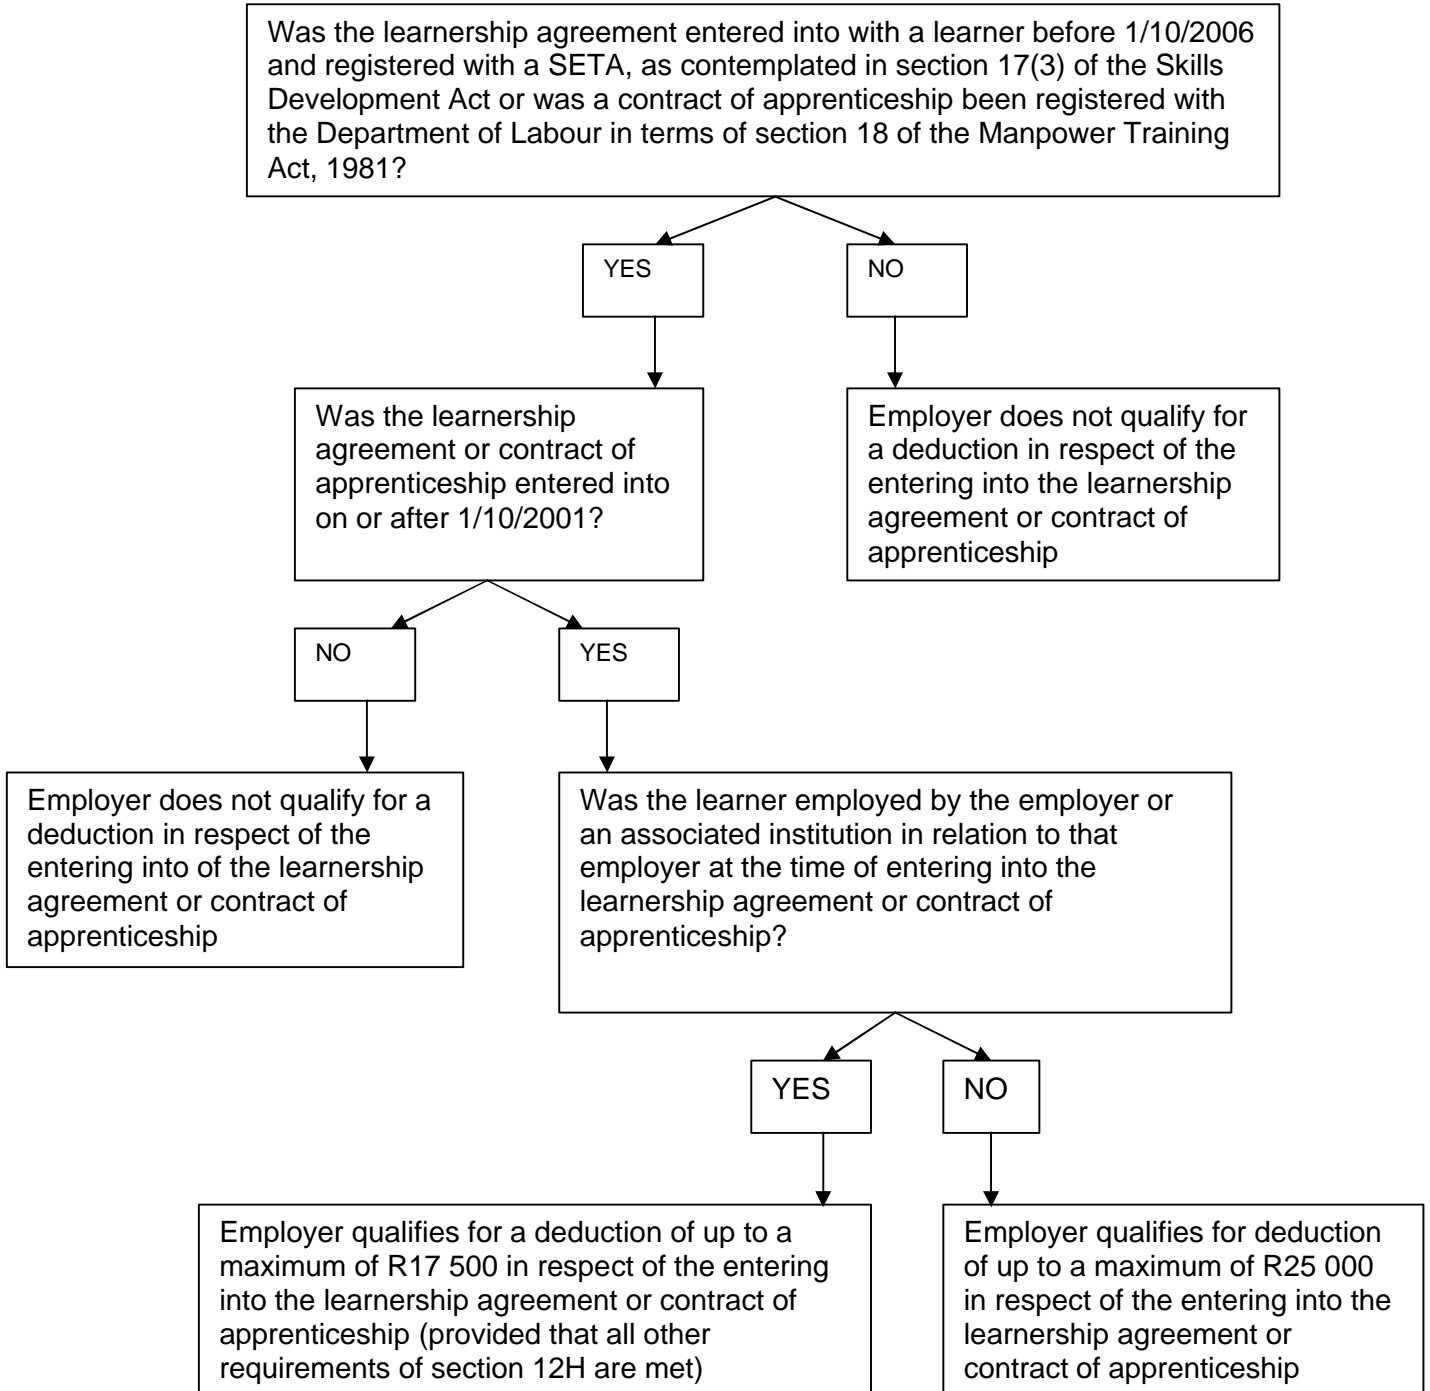 Was the learnership agreement entered into with a learner before 1/10/2006
and registered with a SETA, as contemplated in section 17(3) of the Skills
Development Act or was a contract of apprenticeship been registered with
the Department of Labour in terms of section 18 of the Manpower Training
Act, 1981?
YES
NO
Was the learnership
agreement or contract of
apprenticeship entered into
on or after 1/10/2001?
Employer does not qualify for
a deduction in respect of the
entering into the learnership
agreement or contract of
apprenticeship
NO
YES
Employer does not qualify for a
deduction in respect of the
entering into of the learnership
agreement or contract of
apprenticeship
Was the learner employed by the employer or
an associated institution in relation to that
employer at the time of entering into the
learnership agreement or contract of
apprenticeship?
YES
NO
Employer qualifies for a deduction of up to a
maximum of R17 500 in respect of the entering
into the learnership agreement or contract of
apprenticeship (provided that all other
requirements of section 12H are met)
Employer qualifies for deduction
of up to a maximum of R25 000
in respect of the entering into the
learnership agreement or
contract of apprenticeship